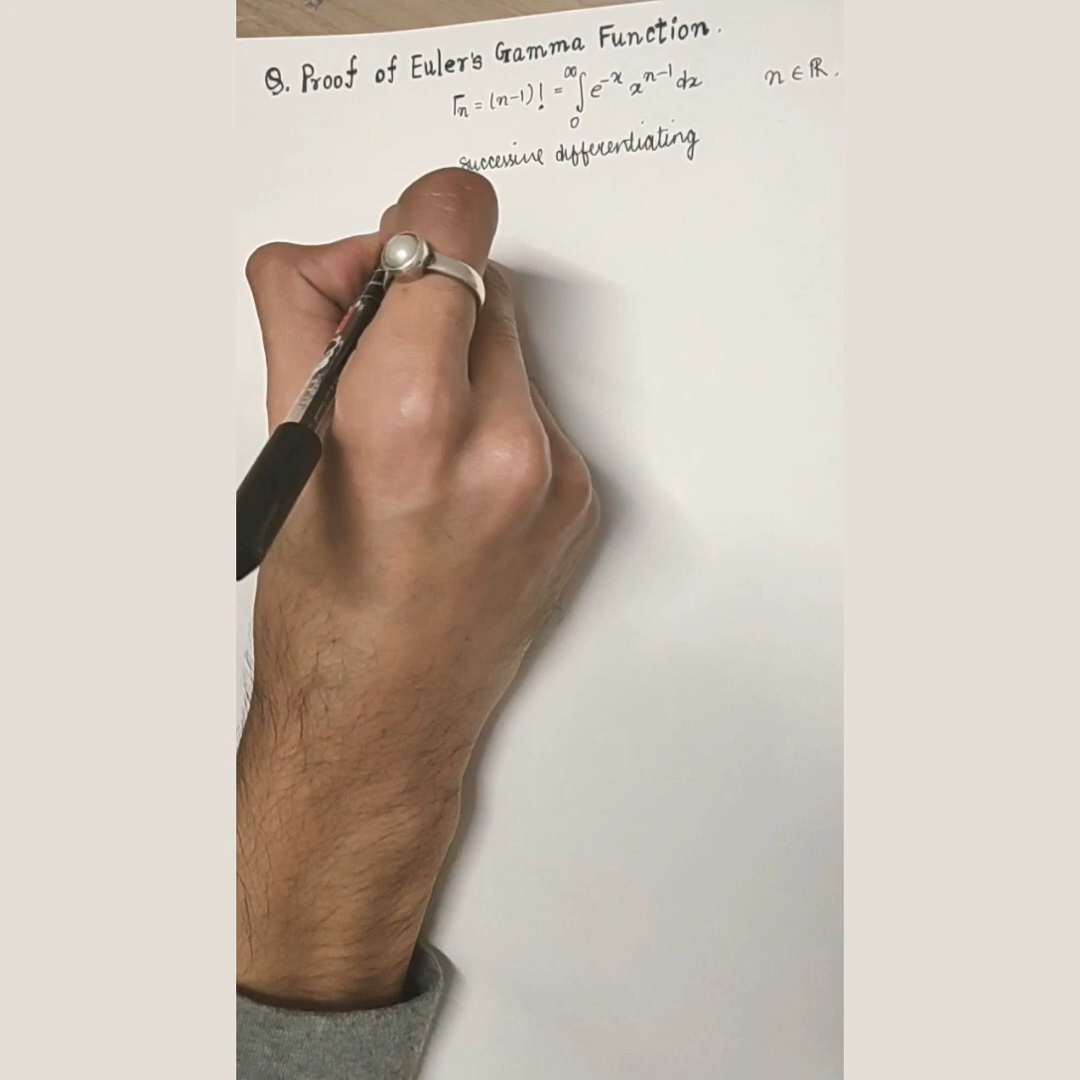 Q. Proof of Euler's Gamma Function.
Γn = (n-1)! = ∫₀^∞ e^-x x^n-1 dx n ∈ ℝ.
successive differentiating